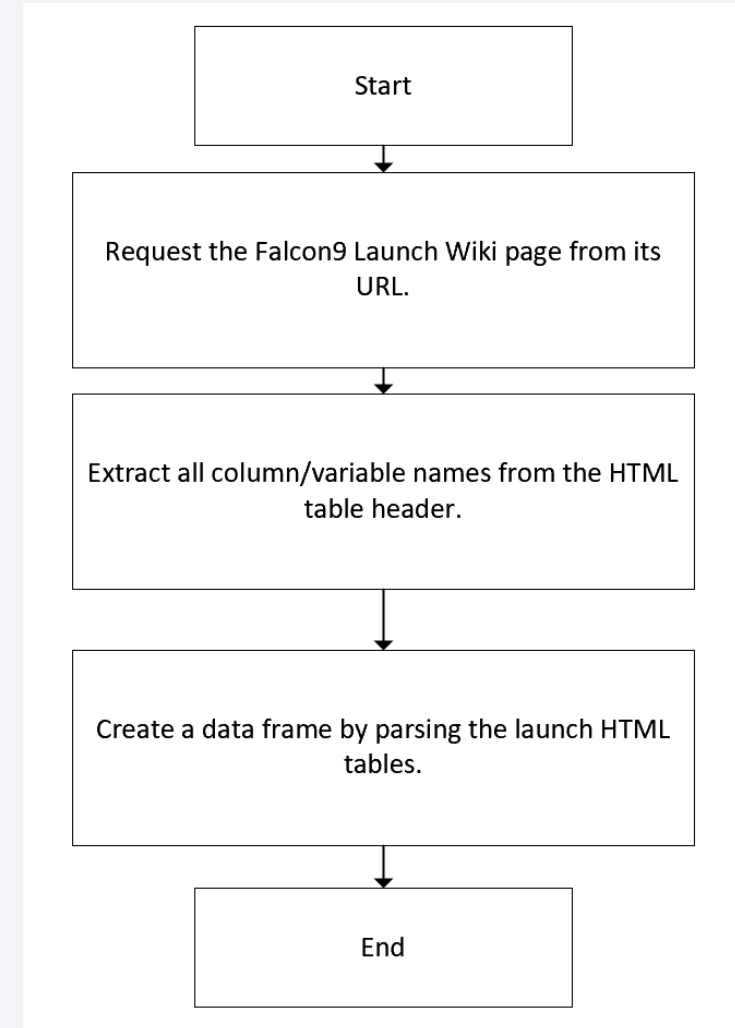 Start
Request the Falcon9 Launch Wiki page from its
URL.
Extract all column/variable names from the HTML
table header.
Create a data frame by parsing the launch HTML
tables.
End